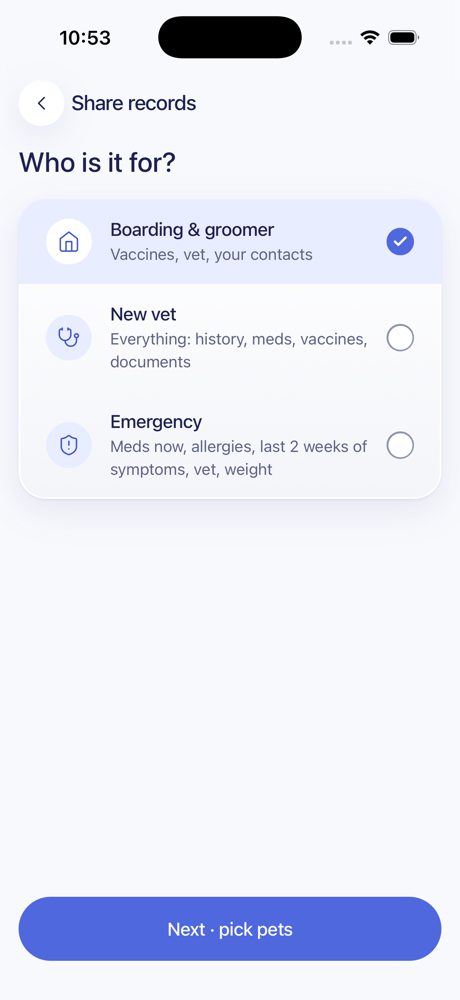 10:53
Share records
Who is it for?
Boarding & groomer
Vaccines, vet, your contacts
New vet
Everything: history, meds, vaccines,
documents
Emergency
Meds now, allergies, last 2 weeks of
symptoms, vet, weight
Next · pick pets